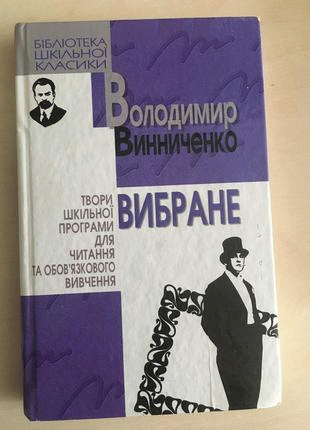 БІБЛІОТЕКА
ШКІЛЬНОЇ
КЛАСИКИ
Володимир
Винниченко
ВИБРАНЕ
ТВОРИ
ШКІЛЬНОЇ
ПРОГРАМИ
ДЛЯ
ЧИТАННЯ
ТА ОБОВ'ЯЗКОВОГО
ВИВЧЕННЯ